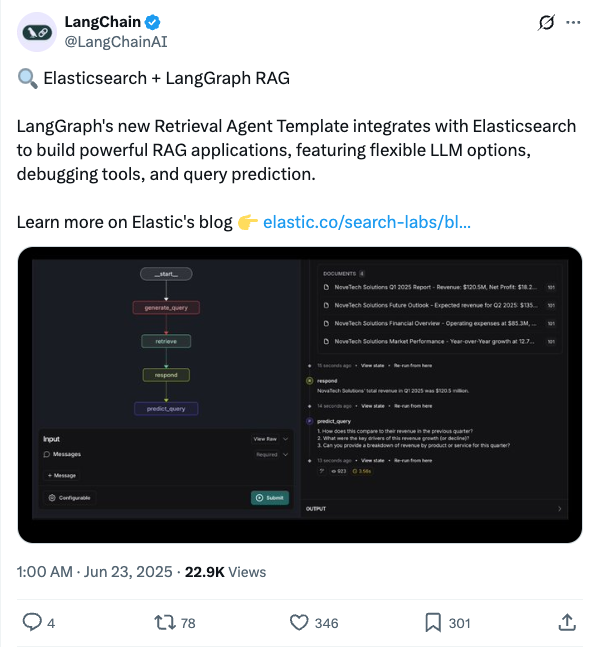 LangChain
@LangChainAI
🔍 Elasticsearch + LangGraph RAG
LangGraph's new Retrieval Agent Template integrates with Elasticsearch
to build powerful RAG applications, featuring flexible LLM options,
debugging tools, and query prediction.
Learn more on Elastic's blog 👉 elastic.co/search-labs/bl...
__start__
generate_query
retrieve
respond
predict_query
Input
View Raw
Messages
Required
+ Message
Configurable
Submit
DOCUMENTS 4
NoveTech Solutions Q1 2025 Report - Revenue: $120.5M, Net Profit: $18.2...
NoveTech Solutions Future Outlook - Expected revenue for Q2 2025: $135...
NoveTech Solutions Financial Overview - Operating expenses at $85.3M, ...
NoveTech Solutions Market Performance - Year-over-Year growth at 12.7...
15 seconds ago • View state • Re-run from here
respond
NovaTech Solutions' total revenue in Q1 2025 was $120.5 million.
14 seconds ago • View state • Re-run from here
predict_query
1. How does this compare to their revenue in the previous quarter?
2. What were the key drivers of this revenue growth (or decline)?
3. Can you provide a breakdown of revenue by product or service for this quarter?
12 seconds ago • View state • Re-run from here
923
OUTPUT
1:00 AM · Jun 23, 2025 · 22.9K Views
4
78
346
301